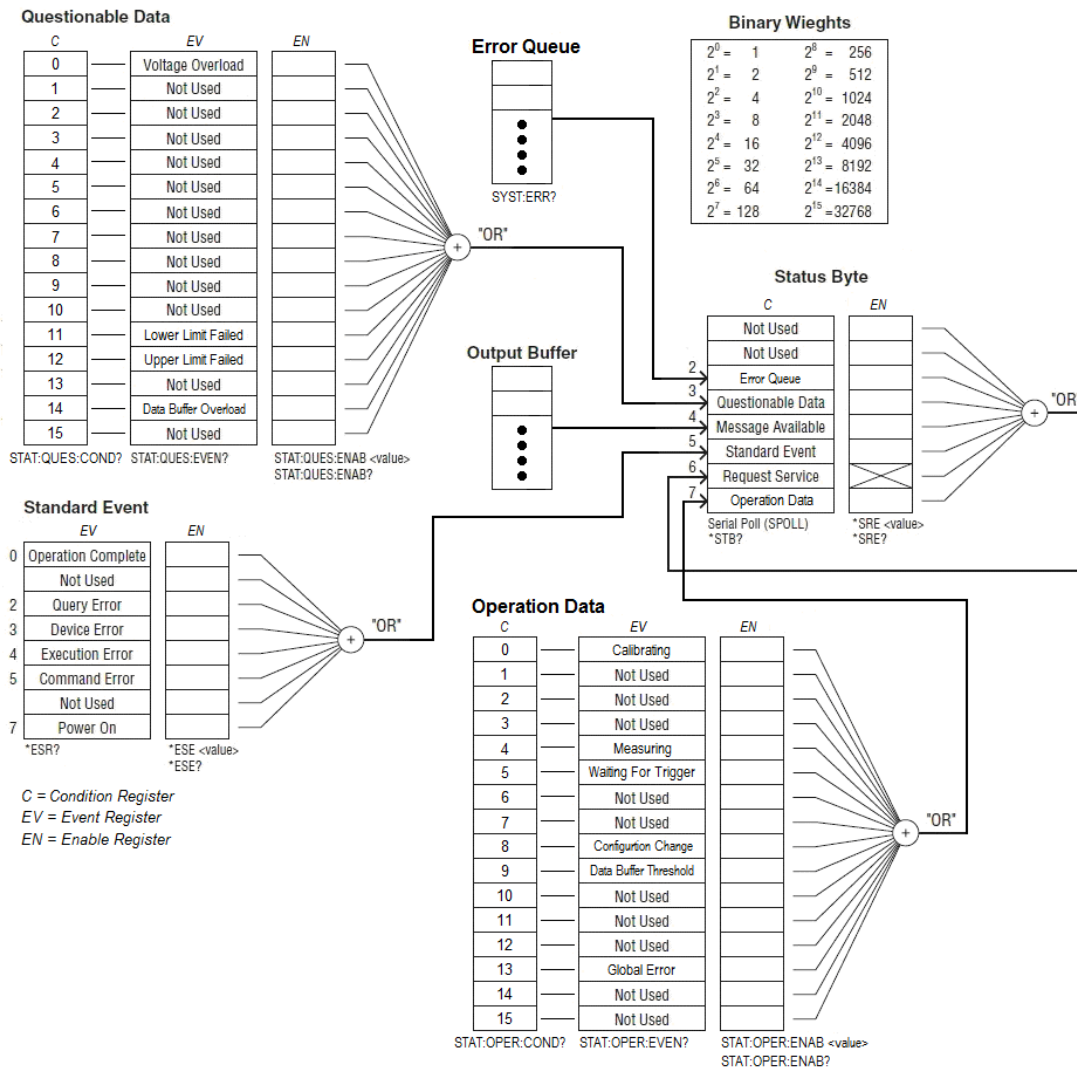 Questionable Data
C EV EN
0 Voltage Overload
1 Not Used
2 Not Used
3 Not Used
4 Not Used
5 Not Used
6 Not Used
7 Not Used
8 Not Used
9 Not Used
10 Not Used
11 Lower Limit Failed
12 Upper Limit Failed
13 Not Used
14 Data Buffer Overload
15 Not Used
STAT:QUES:COND? STAT:QUES:EVEN? STAT:QUES:ENAB <value>
STAT:QUES:ENAB?
"OR"
Error Queue
SYST:ERR?
Binary Wieghts
2⁰ = 1 2⁸ = 256
2¹ = 2 2⁹ = 512
2² = 4 2¹⁰ = 1024
2³ = 8 2¹¹ = 2048
2⁴ = 16 2¹² = 4096
2⁵ = 32 2¹³ = 8192
2⁶ = 64 2¹⁴ =16384
2⁷ = 128 2¹⁵ =32768
Output Buffer
Status Byte
C EN
Not Used
Not Used
2 Error Queue
3 Questionable Data
4 Message Available
5 Standard Event
6 Request Service
7 Operation Data
Serial Poll (SPOLL) *SRE <value>
*STB? *SRE?
+ "OR
Standard Event
EV EN
0 Operation Complete
Not Used
2 Query Error
3 Device Error
4 Execution Error
5 Command Error
Not Used
7 Power On
*ESR? *ESE <value>
*ESE?
+ "OR"
C = Condition Register
EV = Event Register
EN = Enable Register
Operation Data
C EV EN
0 Calibrating
1 Not Used
2 Not Used
3 Not Used
4 Measuring
5 Waiting For Trigger
6 Not Used
7 Not Used
8 Configurtion Change
9 Data Buffer Threshold
10 Not Used
11 Not Used
12 Not Used
13 Global Error
14 Not Used
15 Not Used
STAT:OPER:COND? STAT:OPER:EVEN? STAT:OPER:ENAB <value>
STAT:OPER:ENAB?
+ "OR"